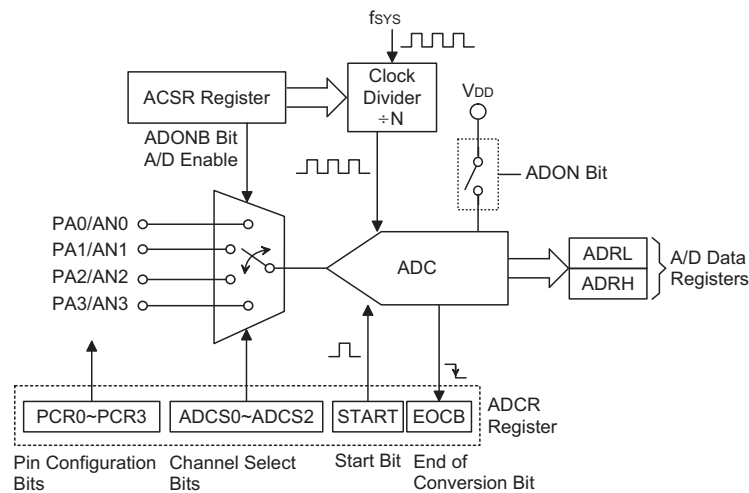 fSYS
Clock
Divider
÷N
ACSR Register
VDD
ADONB Bit
A/D Enable
ADON Bit
PA0/AN0
PA1/AN1
PA2/AN2
PA3/AN3
ADC
ADRL
ADRH
A/D Data
Registers
PCR0~PCR3
ADCS0~ADCS2
START
EOCB
ADCR
Register
Pin Configuration
Bits
Channel Select
Bits
Start Bit
End of
Conversion Bit